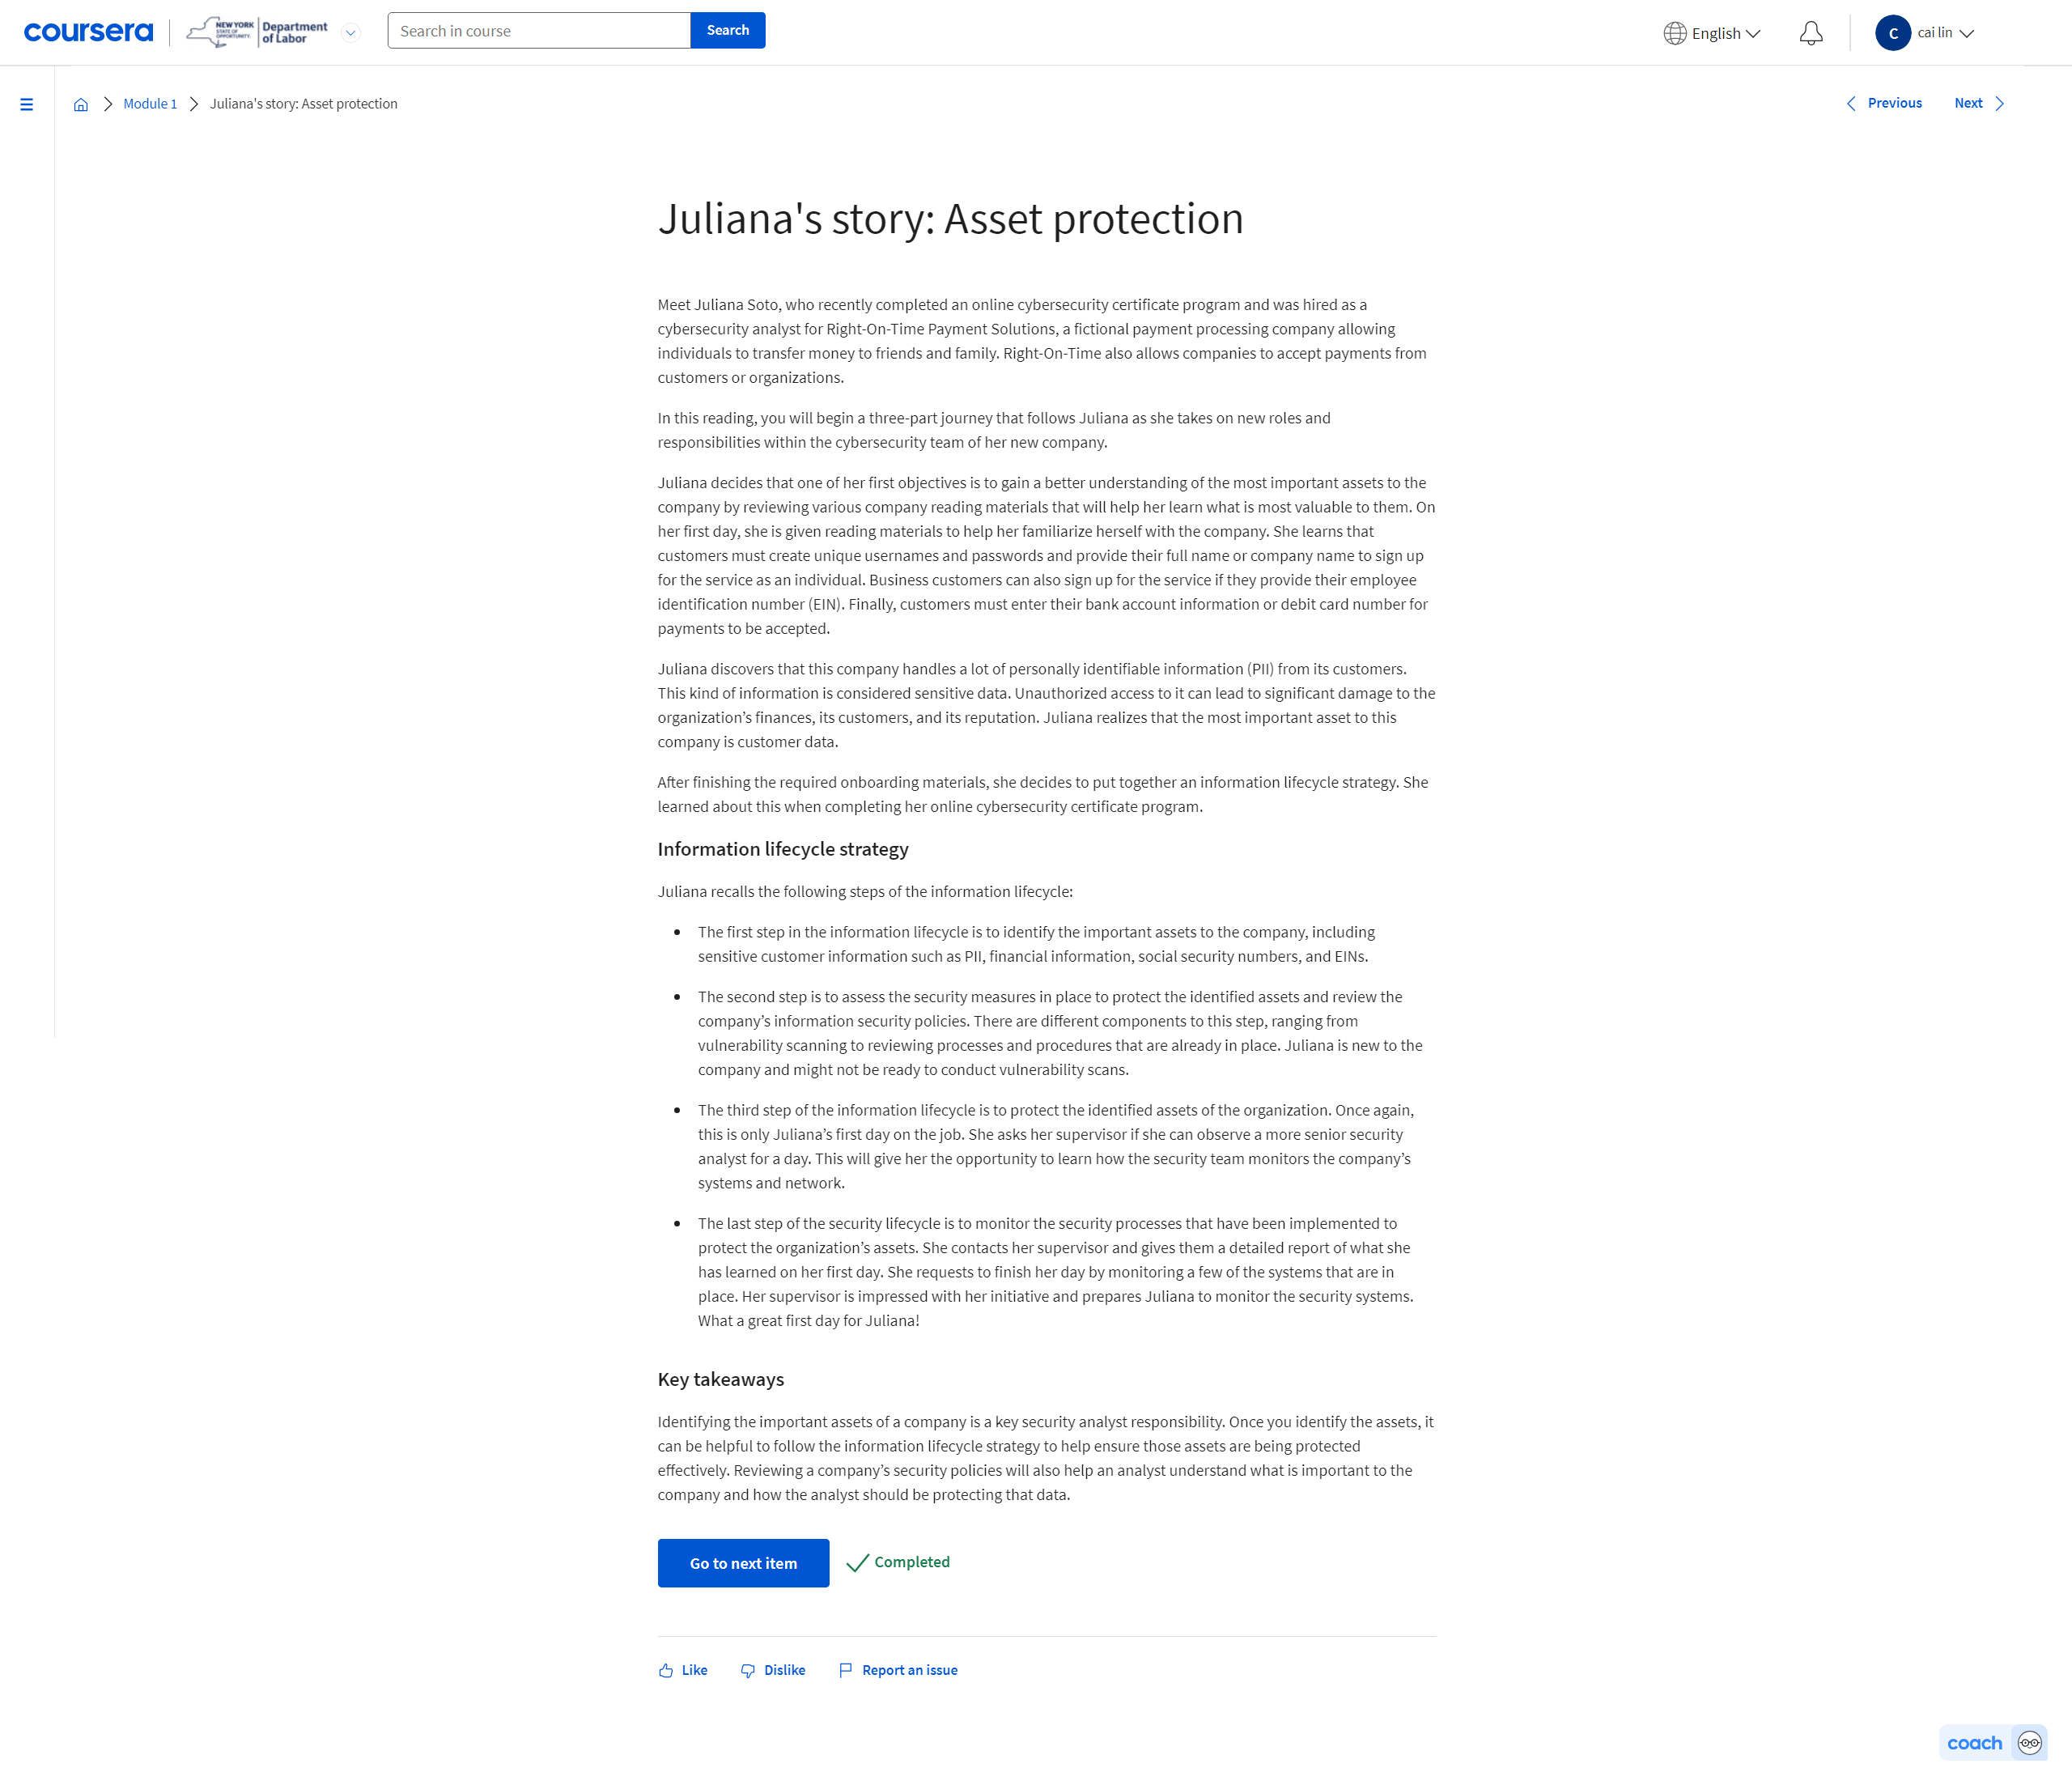 coursera
NEW YORK
STATE OF
OPPORTUNITY
Department
of Labor
Search in course
Search
English
C
cai lin
Module 1
Juliana's story: Asset protection
Previous
Next
Juliana's story: Asset protection
Meet Juliana Soto, who recently completed an online cybersecurity certificate program and was hired as a
cybersecurity analyst for Right-On-Time Payment Solutions, a fictional payment processing company allowing
individuals to transfer money to friends and family. Right-On-Time also allows companies to accept payments from
customers or organizations.
In this reading, you will begin a three-part journey that follows Juliana as she takes on new roles and
responsibilities within the cybersecurity team of her new company.
Juliana decides that one of her first objectives is to gain a better understanding of the most important assets to the
company by reviewing various company reading materials that will help her learn what is most valuable to them. On
her first day, she is given reading materials to help her familiarize herself with the company. She learns that
customers must create unique usernames and passwords and provide their full name or company name to sign up
for the service as an individual. Business customers can also sign up for the service if they provide their employee
identification number (EIN). Finally, customers must enter their bank account information or debit card number for
payments to be accepted.
Juliana discovers that this company handles a lot of personally identifiable information (PII) from its customers.
This kind of information is considered sensitive data. Unauthorized access to it can lead to significant damage to the
organization’s finances, its customers, and its reputation. Juliana realizes that the most important asset to this
company is customer data.
After finishing the required onboarding materials, she decides to put together an information lifecycle strategy. She
learned about this when completing her online cybersecurity certificate program.
Information lifecycle strategy
Juliana recalls the following steps of the information lifecycle:
The first step in the information lifecycle is to identify the important assets to the company, including
sensitive customer information such as PII, financial information, social security numbers, and EINs.
The second step is to assess the security measures in place to protect the identified assets and review the
company’s information security policies. There are different components to this step, ranging from
vulnerability scanning to reviewing processes and procedures that are already in place. Juliana is new to the
company and might not be ready to conduct vulnerability scans.
The third step of the information lifecycle is to protect the identified assets of the organization. Once again,
this is only Juliana’s first day on the job. She asks her supervisor if she can observe a more senior security
analyst for a day. This will give her the opportunity to learn how the security team monitors the company’s
systems and network.
The last step of the security lifecycle is to monitor the security processes that have been implemented to
protect the organization’s assets. She contacts her supervisor and gives them a detailed report of what she
has learned on her first day. She requests to finish her day by monitoring a few of the systems that are in
place. Her supervisor is impressed with her initiative and prepares Juliana to monitor the security systems.
What a great first day for Juliana!
Key takeaways
Identifying the important assets of a company is a key security analyst responsibility. Once you identify the assets, it
can be helpful to follow the information lifecycle strategy to help ensure those assets are being protected
effectively. Reviewing a company’s security policies will also help an analyst understand what is important to the
company and how the analyst should be protecting that data.
Go to next item
Completed
Like
Dislike
Report an issue
coach